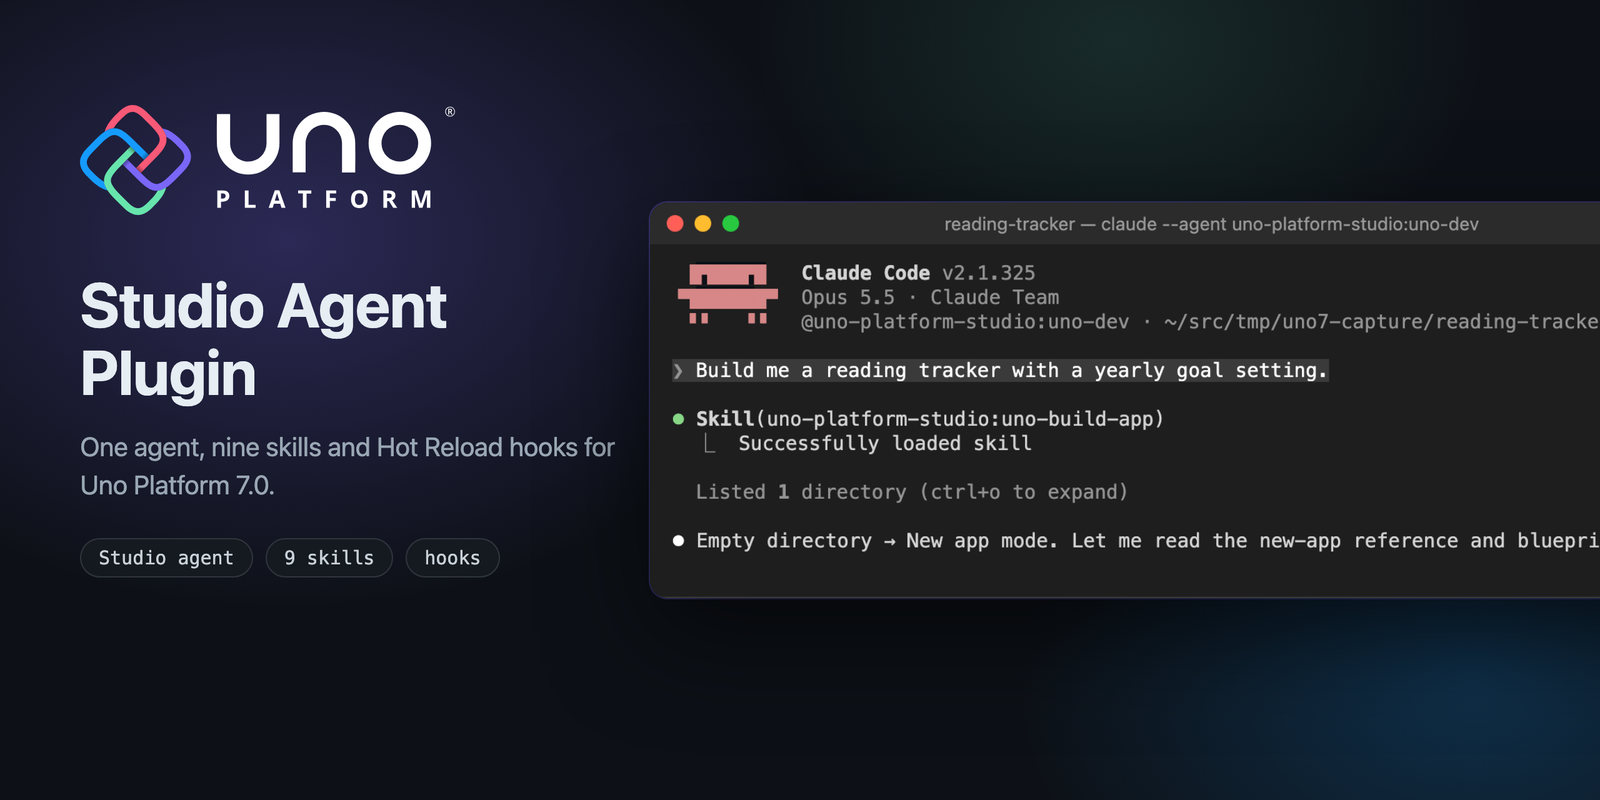 uno®
PLATFORM
Studio Agent
Plugin
One agent, nine skills and Hot Reload hooks for
Uno Platform 7.0.
Studio agent
9 skills
hooks
reading-tracker — claude --agent uno-platform-studio:uno-dev
Claude Code v2.1.325
Opus 5.5 · Claude Team
@uno-platform-studio:uno-dev · ~/src/tmp/uno7-capture/reading-tracke
❯ Build me a reading tracker with a yearly goal setting.
● Skill(uno-platform-studio:uno-build-app)
⎿ Successfully loaded skill
Listed 1 directory (ctrl+o to expand)
● Empty directory → New app mode. Let me read the new-app reference and bluepri